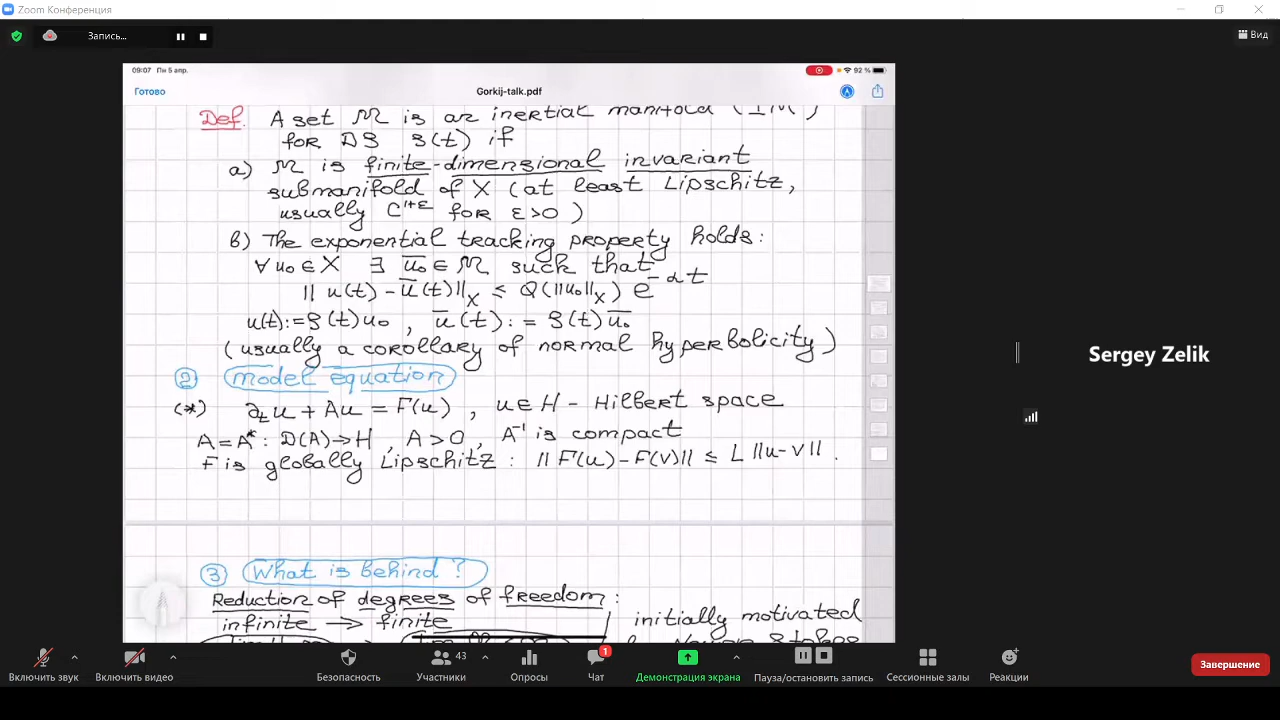 Zoom Конференция
Запись...
Вид
09:07 Пн 5 апр.
92 %
Готово
Gorkij-talk.pdf
Def. A set M is an inertial manifold (IM)
for DS S(t) if
a) M is finite-dimensional invariant
submanifold of X (at least Lipschitz,
usually C^{1+ε} for ε>0)
b) The exponential tracking property holds:
∀ u₀ ∈ X ∃ ū₀ ∈ M such that
|| u(t) - ū(t) ||_X ≤ Q(||u₀||_X) e^{-αt}
u(t) := S(t)u₀, ū(t) := S(t)ū₀
(usually a corollary of normal hyperbolicity)
② model equation
(*) ∂ₜu + Au = F(u), u ∈ H - Hilbert space
A = A*: D(A) → H, A > 0, A⁻¹ is compact
F is globally Lipschitz: || F(u) - F(v) || ≤ L ||u-v||.
③ What is behind?
Reduction of degrees of freedom:
infinite ⟹ finite
initially motivated
Sergey Zelik
Включить звук
Включить видео
Безопасность
Участники
43
Опросы
Чат
1
Демонстрация экрана
Пауза/остановить запись
Сессионные залы
Реакции
Завершение